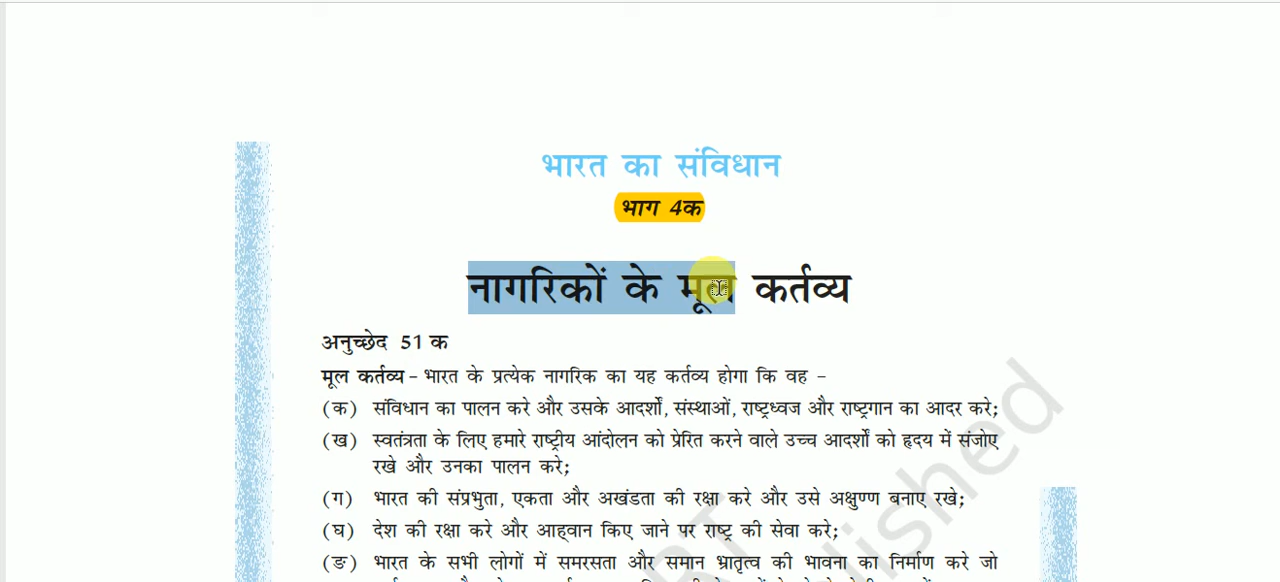 भारत का संविधान
भाग 4क
नागरिकों के मूल कर्तव्य
अनुच्छेद 51 क
मूल कर्तव्य – भारत के प्रत्येक नागरिक का यह कर्तव्य होगा कि वह –
(क) संविधान का पालन करे और उसके आदर्शों, संस्थाओं, राष्ट्रध्वज और राष्ट्रगान का आदर करे;
(ख) स्वतंत्रता के लिए हमारे राष्ट्रीय आंदोलन को प्रेरित करने वाले उच्च आदर्शों को हृदय में संजोए
रखे और उनका पालन करे;
(ग) भारत की संप्रभुता, एकता और अखंडता की रक्षा करे और उसे अक्षुण्ण बनाए रखे;
(घ) देश की रक्षा करे और आह्वान किए जाने पर राष्ट्र की सेवा करे;
(ङ) भारत के सभी लोगों में समरसता और समान भ्रातृत्व की भावना का निर्माण करे जो